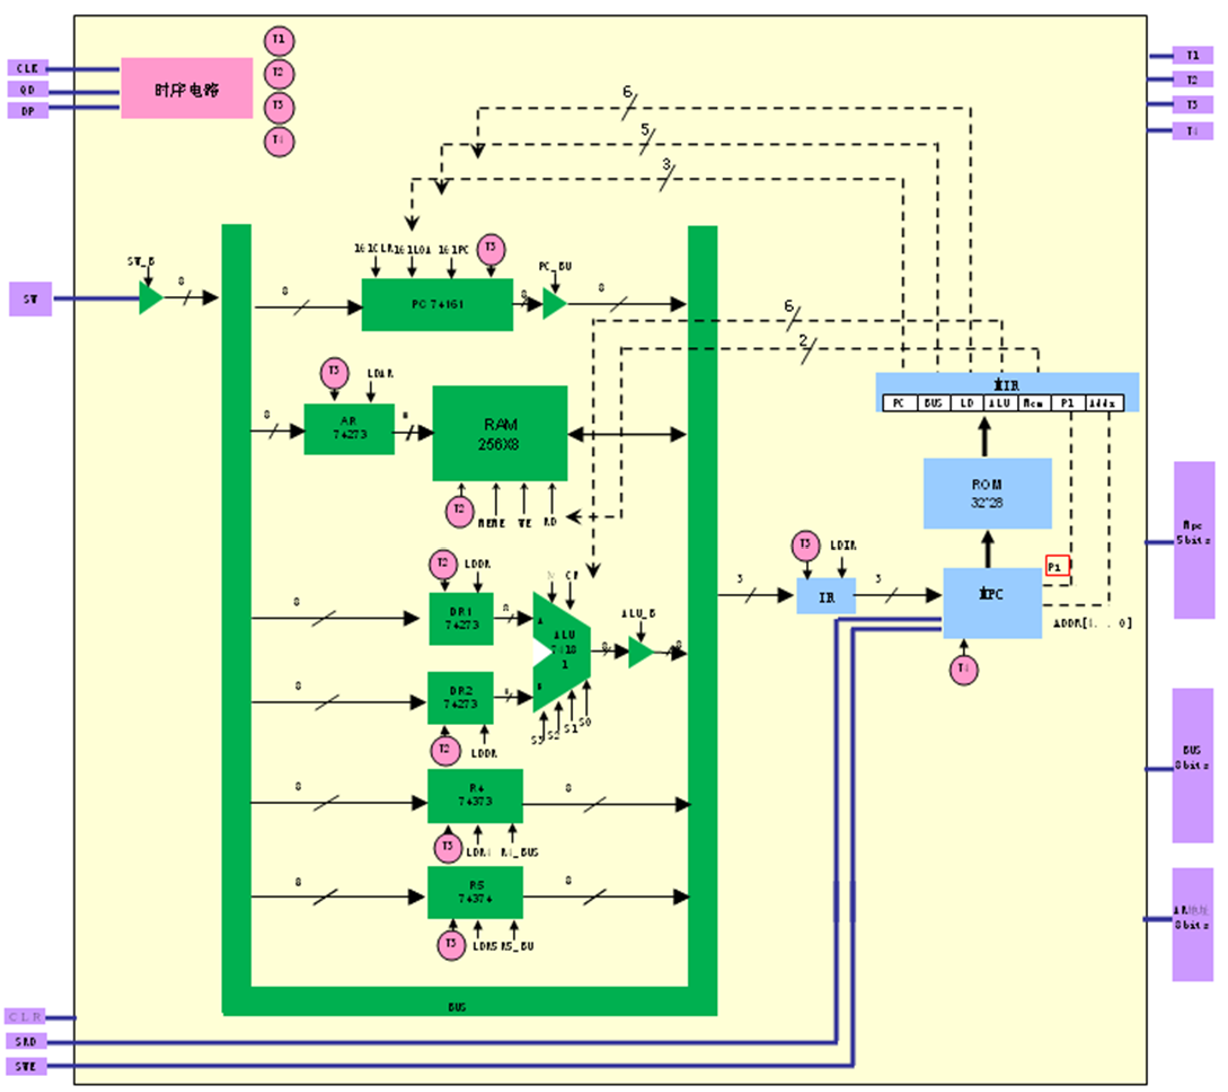 CLK
QD
DP
时序电路
T1
T2
T3
T4
T1
T2
T3
T4
6
5
3
SW
SW_B
8
8
161CLR
161LOA
161PC
T3
PC 74161
8
PC_BU
8
6
2
T3
LDAR
8
AR
74273
8
RAM
256X8
T2
MEME
WE
RD
MIR
PC
BUS
LD
ALU
Mem
P1
Addx
ROM
32*28
Mpc
5bits
T3
LDIR
3
IR
3
MPC
P1
ADDR[4...0]
T4
T2
LDDR
8
DR1
74273
8
M
CP
A
ALU
7418
1
B
8
ALU_B
8
8
DR2
74273
8
S3
S2
S1
S0
T2
LDDR
BUS
8bits
8
R4
74373
8
T3
LDR4
R4_BUS
8
R5
74374
8
T3
LDR5
R5_BU
AR地址
8bits
BUS
CLR
SRD
SWE